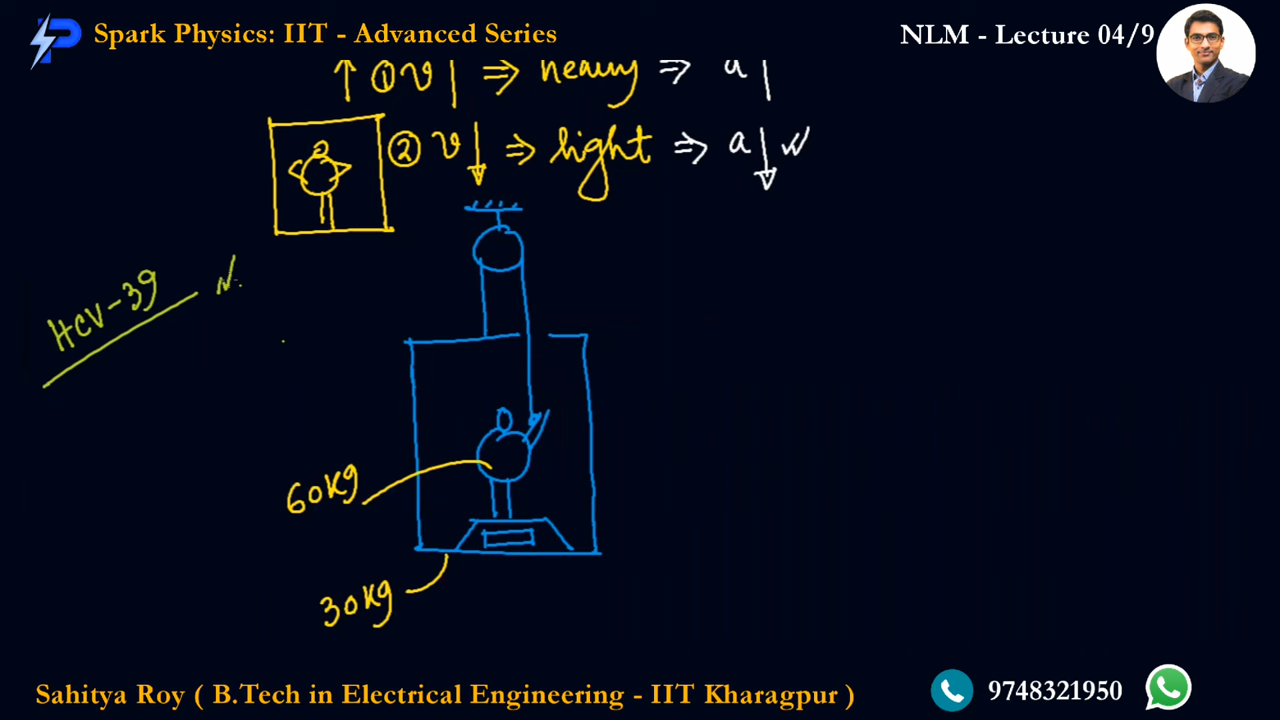 Spark Physics: IIT - Advanced Series
NLM - Lecture 04/9
↑ ① v | ⇒ heavy ⇒ a |
② v ↓ ⇒ light ⇒ a ↓ ✓
HCV-39 ✓
60kg
30kg
Sahitya Roy ( B.Tech in Electrical Engineering - IIT Kharagpur )
9748321950